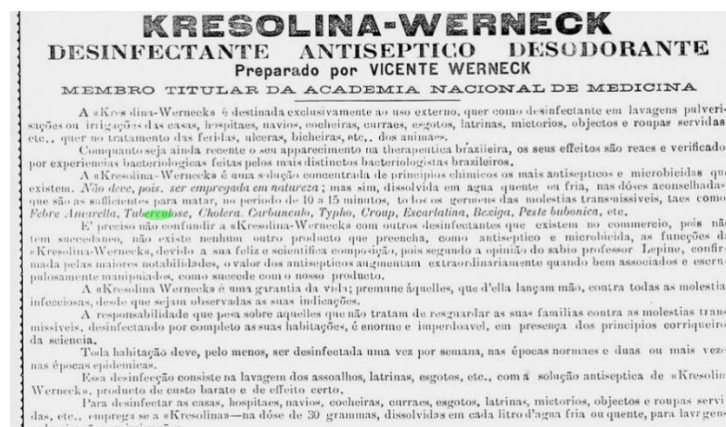 KRESOLINA-WERNECK
DESINFECTANTE ANTISEPTICO DESODORANTE
Preparado por VICENTE WERNECK
MEMBRO TITULAR DA ACADEMIA NACIONAL DE MEDICINA
A «Kres lina-Werneck» é destinada exclusivamente ao uso externo, quer como desinfectante em lavagens pulveri-
sações ou irrigações das casas, hospitaes, navios, cocheiras, curraes, esgotos, latrinas, mictorios, objectos e roupas servidas
etc., quer no tratamento das feridas, ulceras, bicheiras, etc., dos animaes.
Comquanto seja ainda recente o seu apparecimento na therapeutica brazileira, os seus effeitos são reaes e verificado
por experiencias bacteriologicas feitas pelos mais distinctos bacteriologistas brazileiros.
A «Kresolina-Werneck» é uma solução concentrada de principios chimicos os mais antisepticos e microbicidas que
existem. Não deve, pois, ser empregada em natureza; mas sim, dissolvida em agua quente ou fria, nas dóses aconselhadas
que são as sufficientes para matar, no periodo de 10 a 15 minutos, to los os germens das molestias transmissiveis, taes como
Febre Amarella, Tuberculose, Cholera, Carbunculo, Typho, Croup, Escarlatina, Bexiga, Peste bubonica, etc.
E' preciso não confundir a «Kresolina-Werneck» com outros desinfectantes que existem no commercio, pois não
tem succedaneo, não existe nenhum outro producto que preencha, como antiseptico e microbicida, as funcções da
«Kresolina-Werneck», devido a sua feliz e scientifica composição, pois segundo a opinião do sabio professor Lepine, confir-
mada pelas maiores notabilidades, o valor dos antisepticos augmentam extraordinariamente quando bem associados e escru-
pulosamente manipulados, como succede com o nosso producto.
A «Kresolina Werneck» é uma garantia da vida; premune áquelles, que d'ella lançam mão, contra todas as molestia
infecciosas, desde que sejam observadas as suas indicações.
A responsabilidade que pesa sobre aquelles que não tratam de resguardar as suas familias contra as molestias trans-
missiveis, desinfectando por completo as suas habitações, é enorme e imperdoavel, em presença dos principios corriqueiro
da sciencia.
Toda habitação deve, pelo menos, ser desinfectada uma vez por semana, nas épocas normaes e duas ou mais veze
nas épocas epidemicas.
Essa desinfecção consiste na lavagem dos assoalhos, latrinas, esgotos, etc., com a solução antiseptica de «Kresolin
Werneck», producto de custo barato e de effeito certo.
Para desinfectar as casas, hospitaes, navios, cocheiras, curraes, esgotos, latrinas, mictorios, objectos e roupas servi
das, etc., emprega se a «Kresolina»—na dóse de 30 grammas, dissolvidas em cada litro d'agua fria ou quente, para lavagens